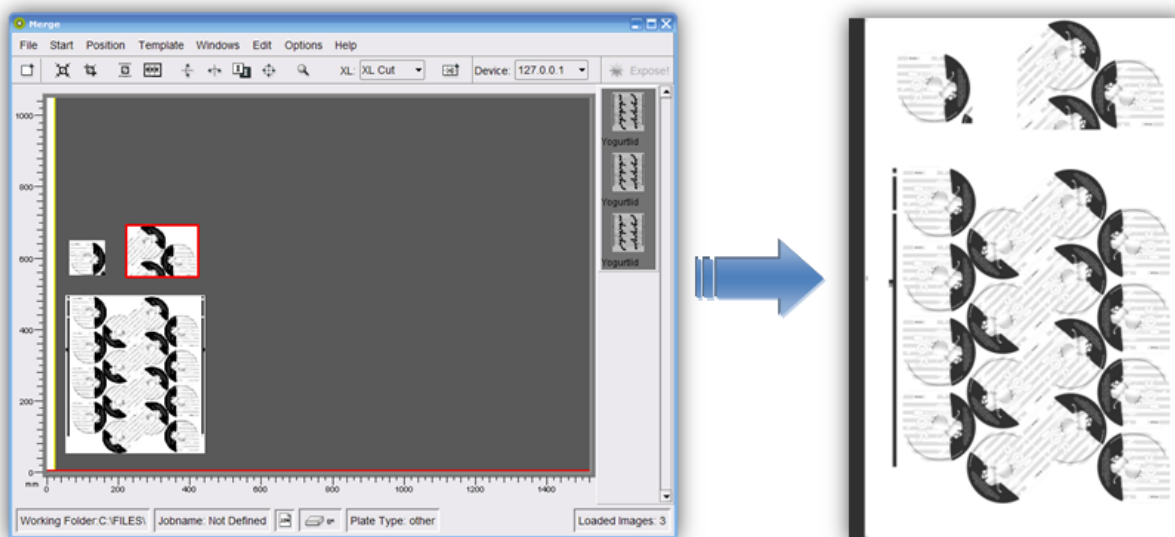 Merge
File Start Position Template Windows Edit Options Help
XL: XL Cut Device: 127.0.0.1 Expose!
1000
Yogurtlid
800
Yogurtlid
600
Yogurtlid
400
200
0
mm 0 200 400 600 800 1000 1200 1400
Working Folder:C:\FILES\ Jobname: Not Defined Plate Type: other Loaded Images: 3